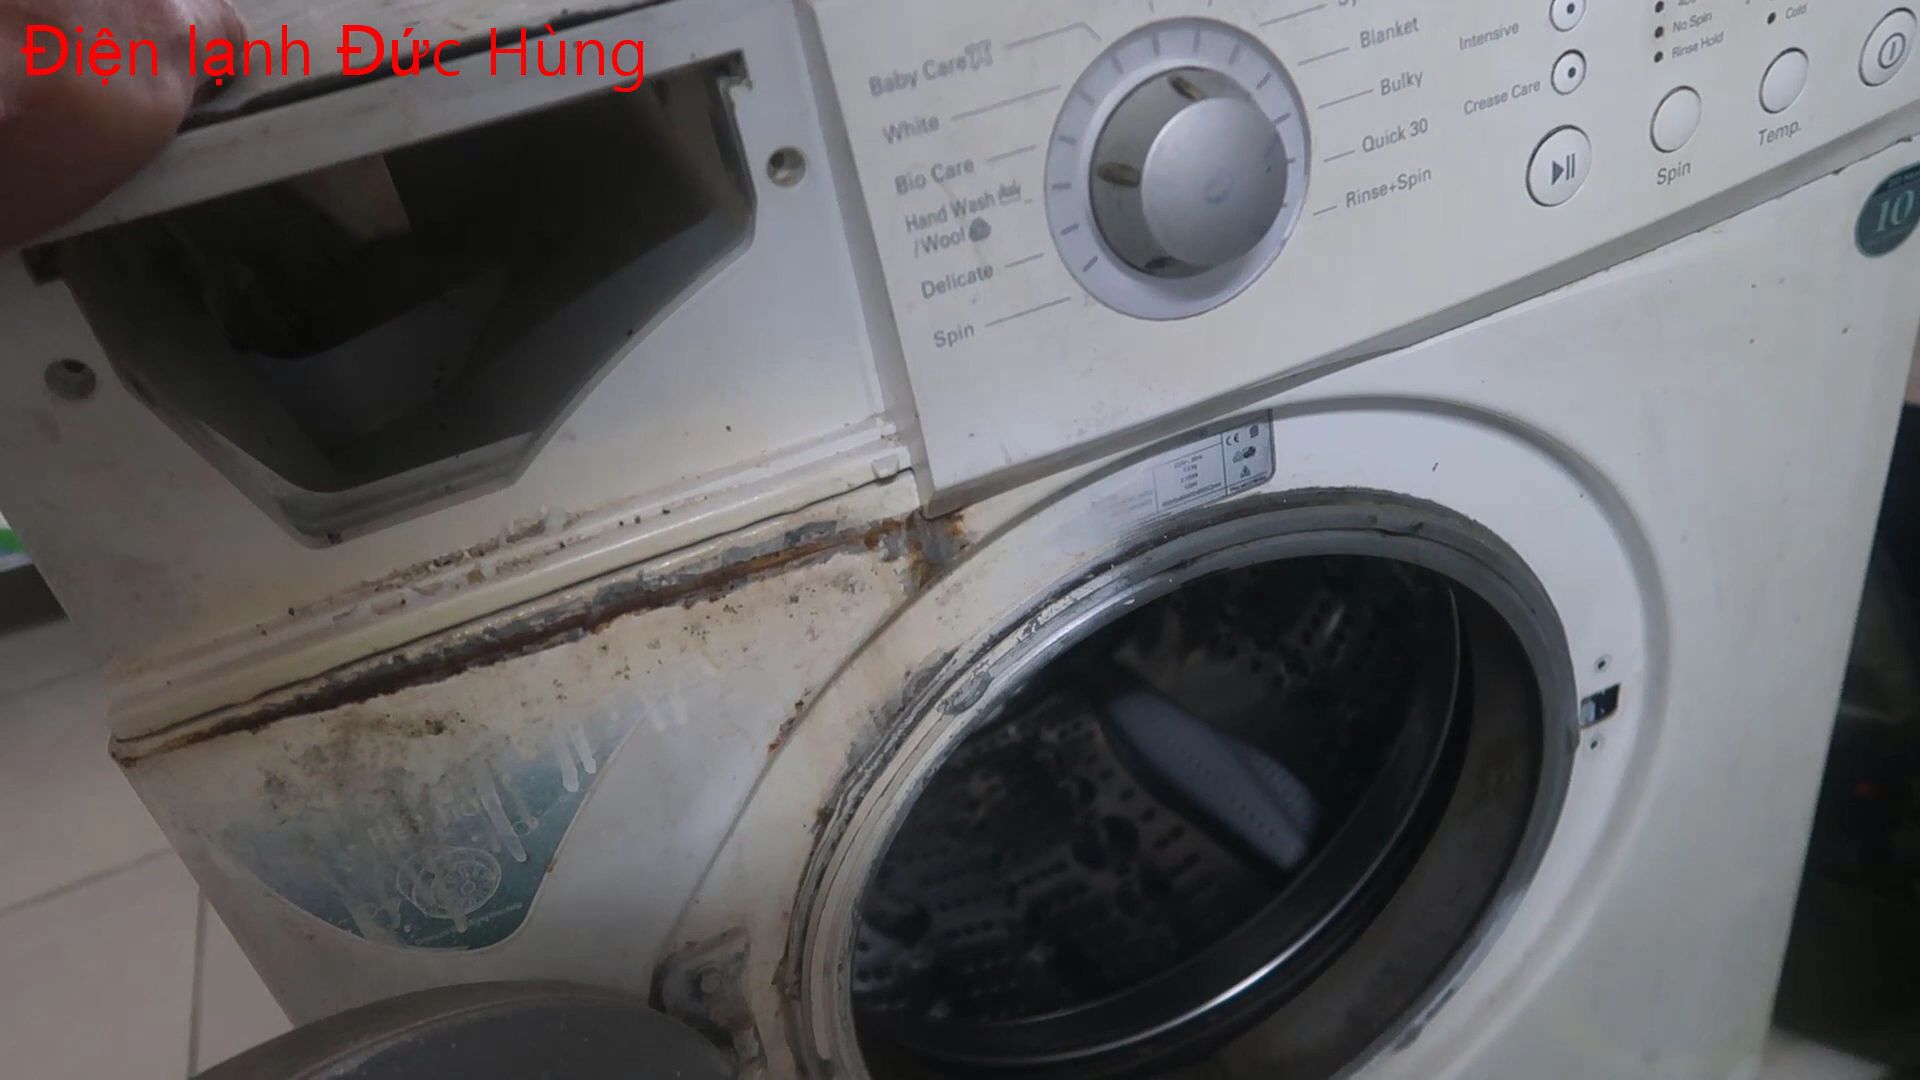 Điện lạnh Đức Hùng
Baby Care
White
Bio Care
Hand Wash
/Wool
Delicate
Spin
Blanket
Bulky
Quick 30
Rinse+Spin
Intensive
Crease Care
No Spin
Rinse Hold
Spin
Cold
Temp.
10